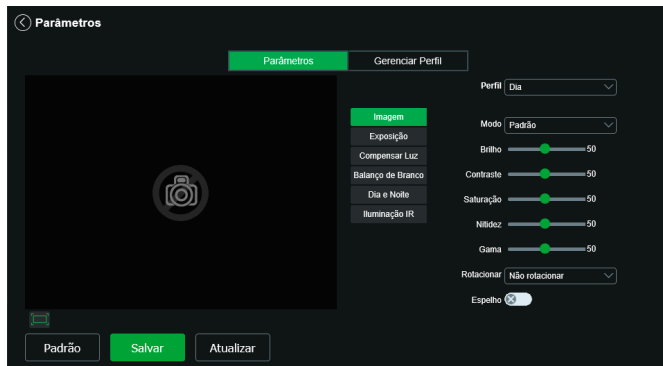 Parâmetros
Parâmetros Gerenciar Perfil
Perfil Dia
Imagem
Exposição
Compensar Luz
Balanço de Branco
Dia e Noite
Iluminação IR
Modo Padrão
Brilho 50
Contraste 50
Saturação 50
Nitidez 50
Gama 50
Rotacionar Não rotacionar
Espelho
Padrão Salvar Atualizar